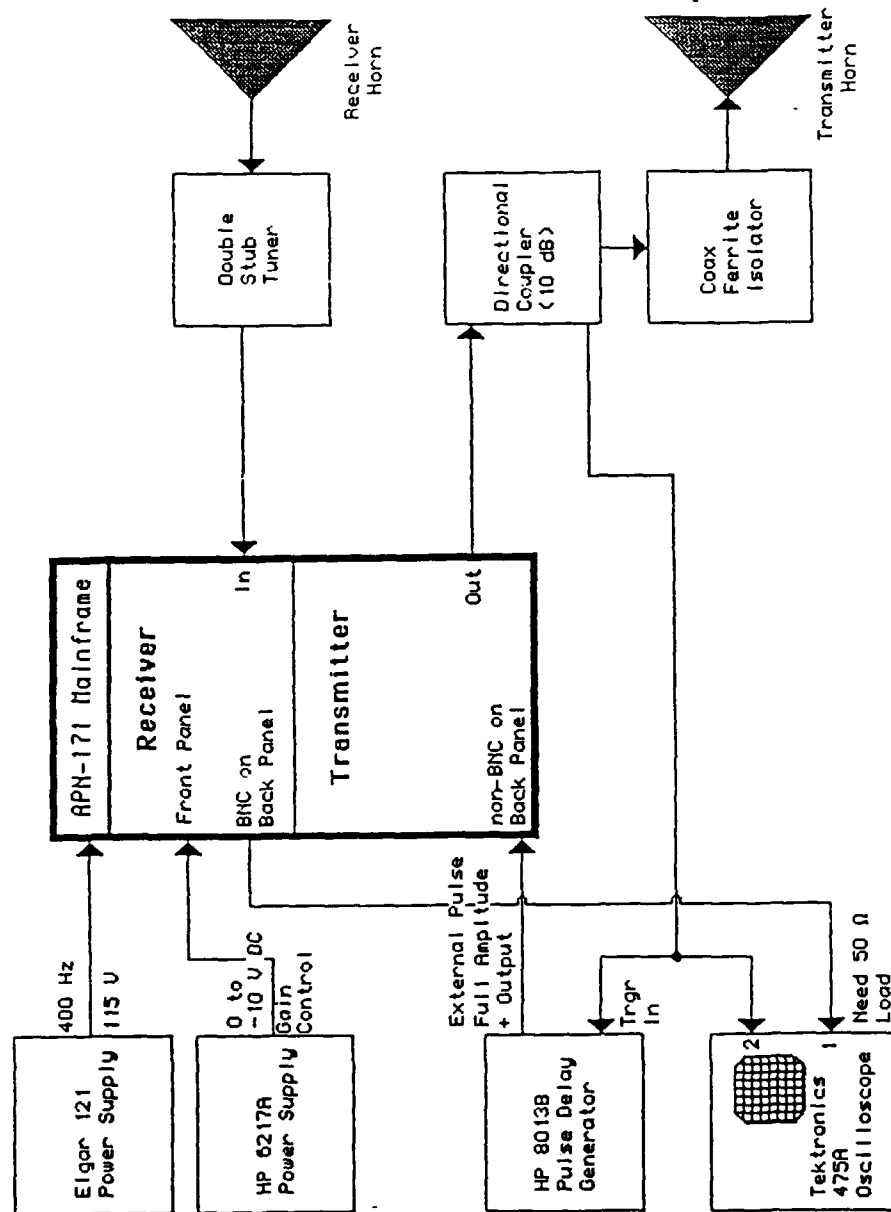 Elgar 121
Power Supply
400 Hz
115 V
HP 6217A
Power Supply
0 to
-10 V DC
Gain
Control
HP 8013B
Pulse Delay
Generator
External Pulse
Full Amplitude
+ Output
Trgr
In
Tektronics
475A
Oscilloscope
2
1
Need 50 Ω
Load
APN-171 Mainframe
Receiver
Front Panel
BNC on
Back Panel
In
Transmitter
non-BNC on
Back Panel
Out
Double
Stub
Tuner
Receiver
Horn
Directional
Coupler
(10 dB)
Coax
Ferrite
Isolator
Transmitter
Horn